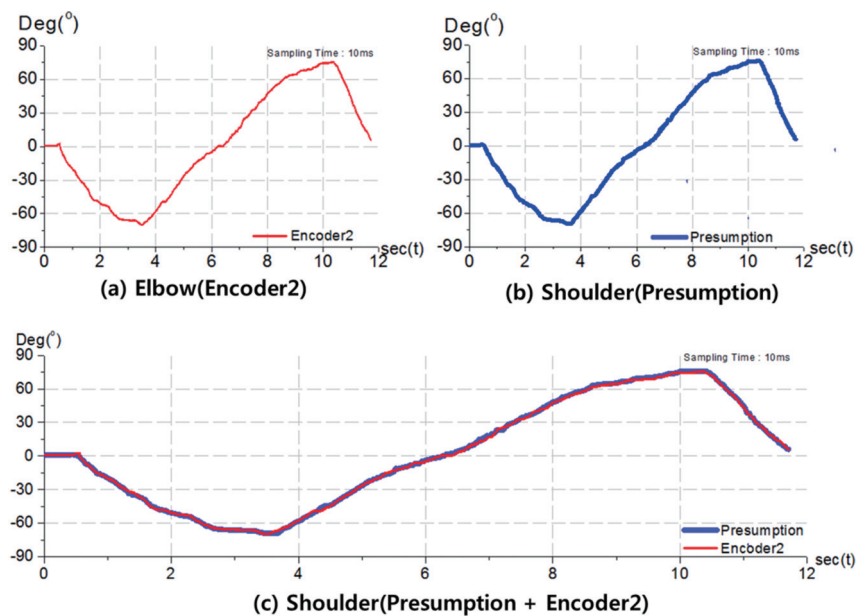 Deg(°)
Sampling Time : 10ms
90
60
30
0
-30
-60
-90
Encoder2
0 2 4 6 8 10 12
sec(t)
(a) Elbow(Encoder2)
Deg(°)
Sampling Time : 10ms
90
60
30
0
-30
-60
-90
Presumption
0 2 4 6 8 10 12
sec(t)
(b) Shoulder(Presumption)
Deg(°)
Sampling Time : 10ms
90
60
30
0
-30
-60
-90
Presumption
Encoder2
0 2 4 6 8 10 12
sec(t)
(c) Shoulder(Presumption + Encoder2)